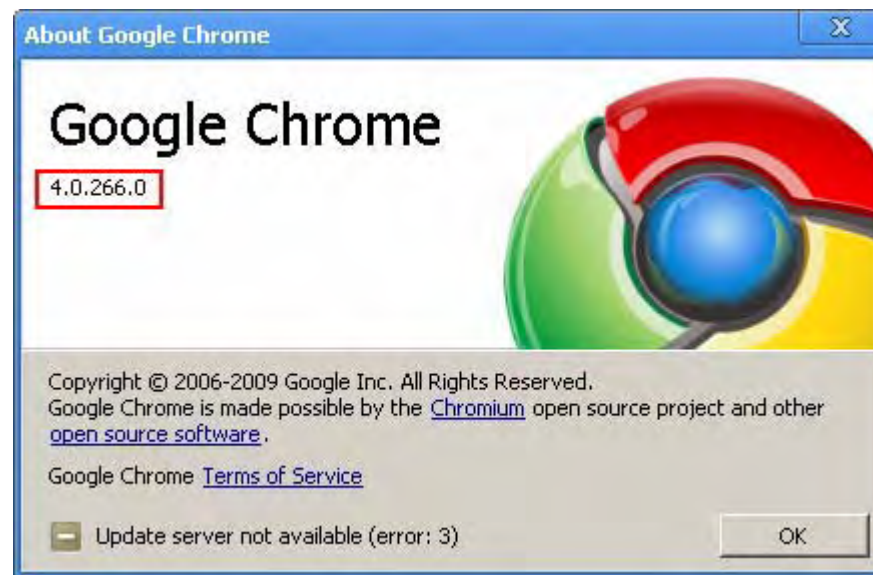 About Google Chrome
Google Chrome
4.0.266.0
Copyright © 2006-2009 Google Inc. All Rights Reserved.
Google Chrome is made possible by the Chromium open source project and other
open source software.
Google Chrome Terms of Service
Update server not available (error: 3)
OK